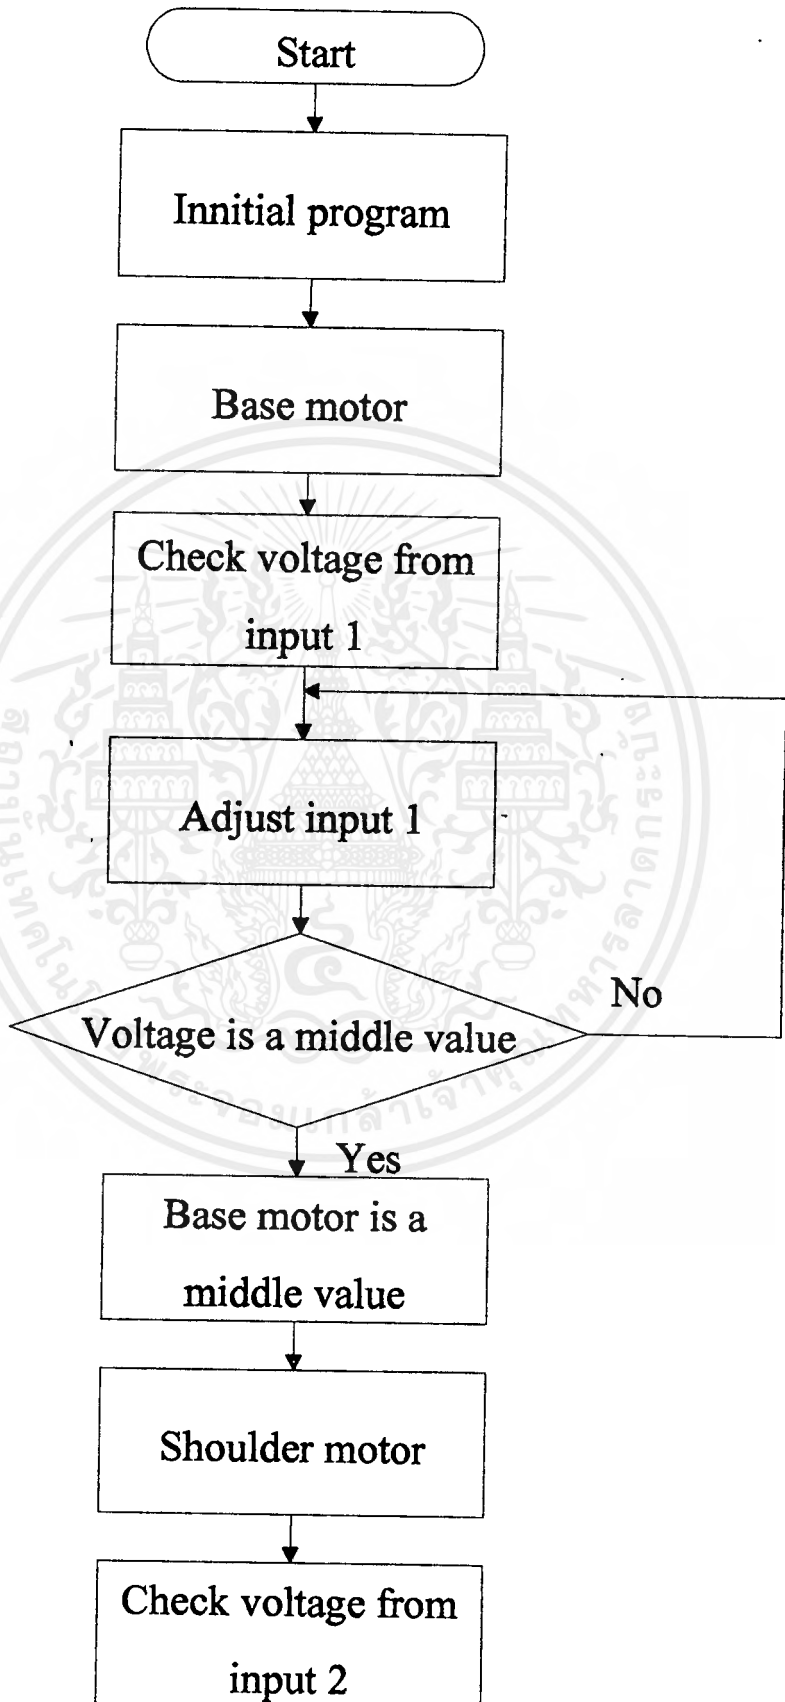 Start
Innitial program
Base motor
Check voltage from
input 1
Adjust input 1
No
Voltage is a middle value
Yes
Base motor is a
middle value
Shoulder motor
Check voltage from
input 2